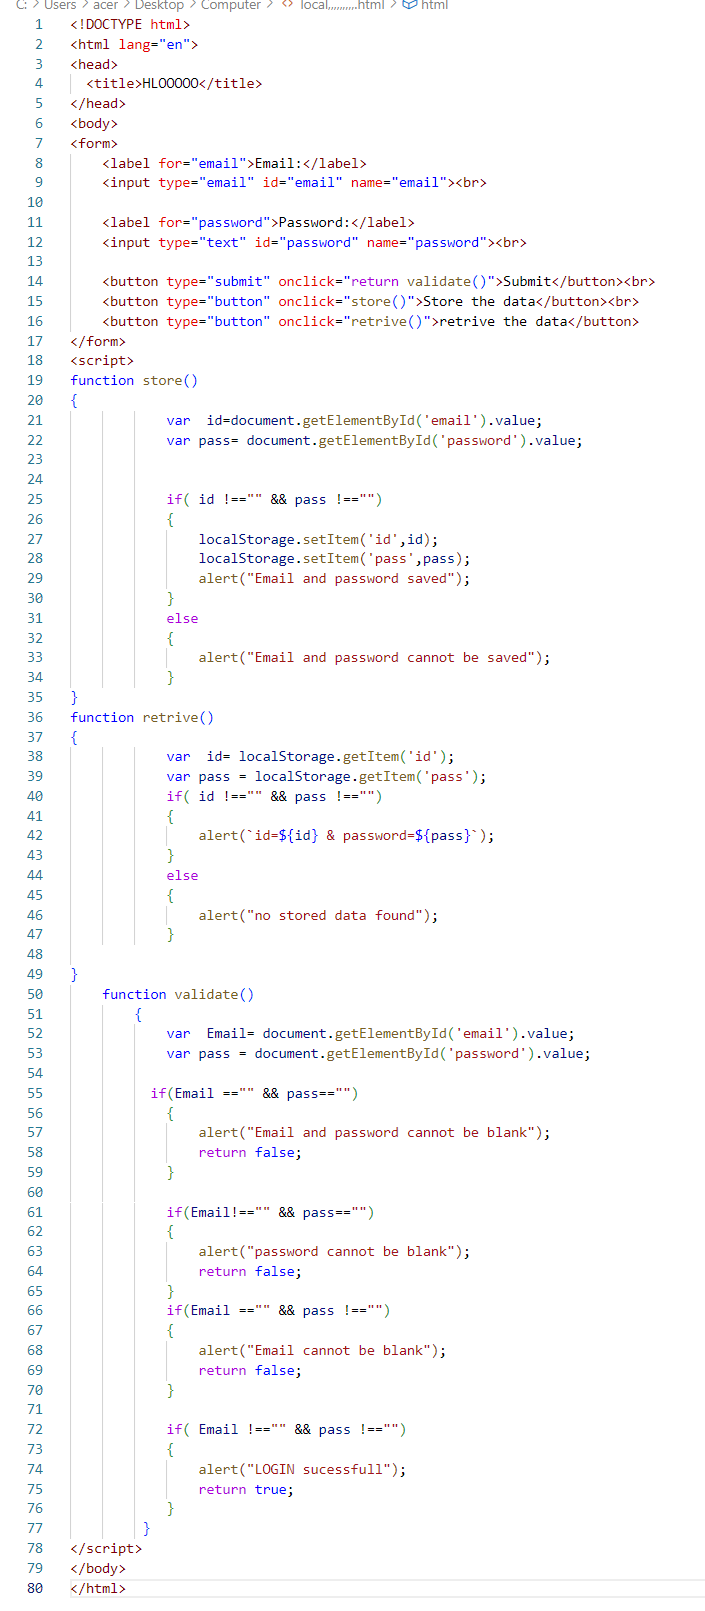 C: > Users > acer > Desktop > Computer > <> local,,,,,,,,,,.html > html
1 <!DOCTYPE html>
2 <html lang="en">
3 <head>
4 <title>HLOOOOO</title>
5 </head>
6 <body>
7 <form>
8 <label for="email">Email:</label>
9 <input type="email" id="email" name="email"><br>
10
11 <label for="password">Password:</label>
12 <input type="text" id="password" name="password"><br>
13
14 <button type="submit" onclick="return validate()">Submit</button><br>
15 <button type="button" onclick="store()">Store the data</button><br>
16 <button type="button" onclick="retrive()">retrive the data</button>
17 </form>
18 <script>
19 function store()
20 {
21 var  id=document.getElementById('email').value;
22 var pass= document.getElementById('password').value;
23
24
25 if( id !=="" && pass !=="")
26 {
27 localStorage.setItem('id',id);
28 localStorage.setItem('pass',pass);
29 alert("Email and password saved");
30 }
31 else
32 {
33 alert("Email and password cannot be saved");
34 }
35 }
36 function retrive()
37 {
38 var  id= localStorage.getItem('id');
39 var pass = localStorage.getItem('pass');
40 if( id !=="" && pass !=="")
41 {
42 alert(`id=${id} & password=${pass}`);
43 }
44 else
45 {
46 alert("no stored data found");
47 }
48
49 }
50 function validate()
51 {
52 var  Email= document.getElementById('email').value;
53 var pass = document.getElementById('password').value;
54
55 if(Email =="" && pass=="")
56 {
57 alert("Email and password cannot be blank");
58 return false;
59 }
60
61 if(Email!=="" && pass=="")
62 {
63 alert("password cannot be blank");
64 return false;
65 }
66 if(Email =="" && pass !=="")
67 {
68 alert("Email cannot be blank");
69 return false;
70 }
71
72 if( Email !=="" && pass !=="")
73 {
74 alert("LOGIN sucessfull");
75 return true;
76 }
77 }
78 </script>
79 </body>
80 </html>